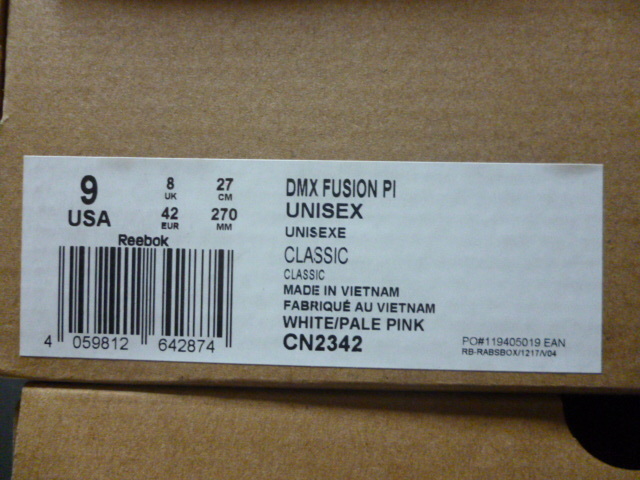 9
USA
8
UK
27
CM
42
EUR
270
MM
Reebok
4 059812 642874
DMX FUSION PI
UNISEX
UNISEXE
CLASSIC
CLASSIC
MADE IN VIETNAM
FABRIQUÉ AU VIETNAM
WHITE/PALE PINK
CN2342
PO#119405019 EAN
RB-RABSBOX/1217/V04